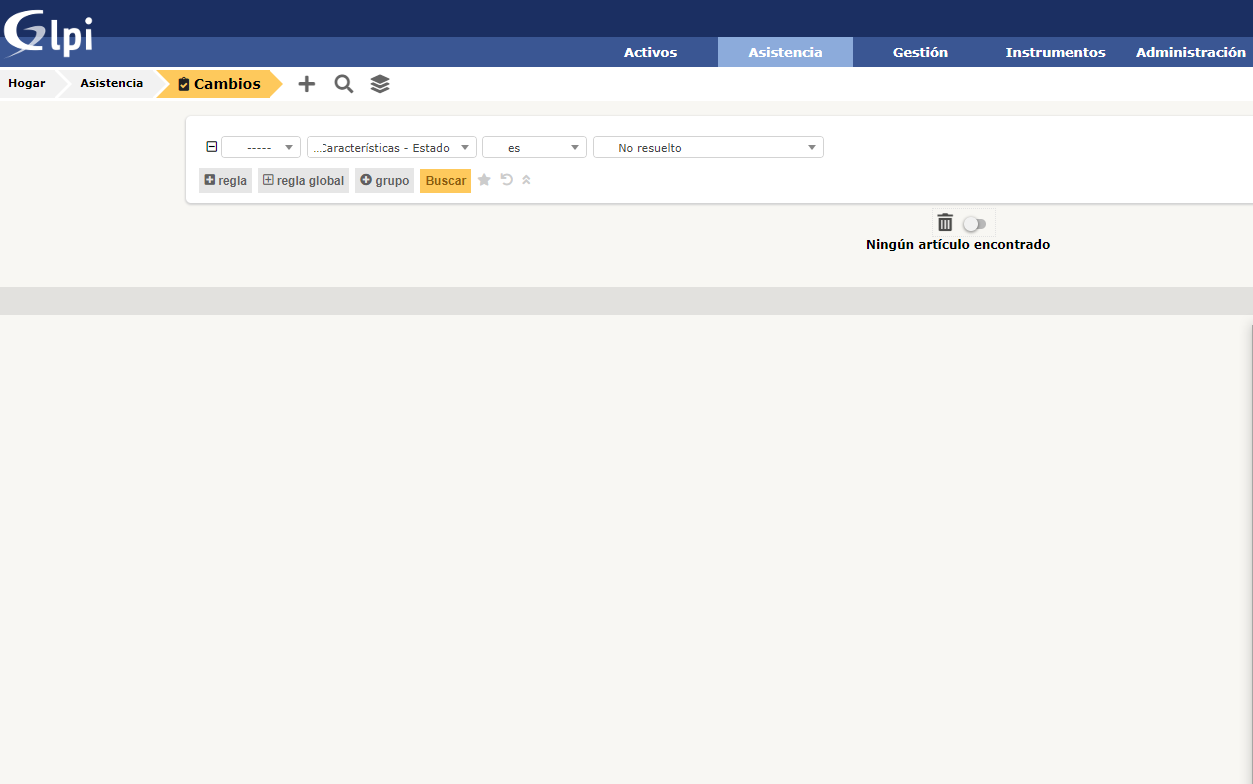 Glpi
Activos Asistencia Gestión Instrumentos Administración
Hogar Asistencia Cambios
----- ...Características - Estado es No resuelto
regla regla global grupo Buscar
Ningún artículo encontrado